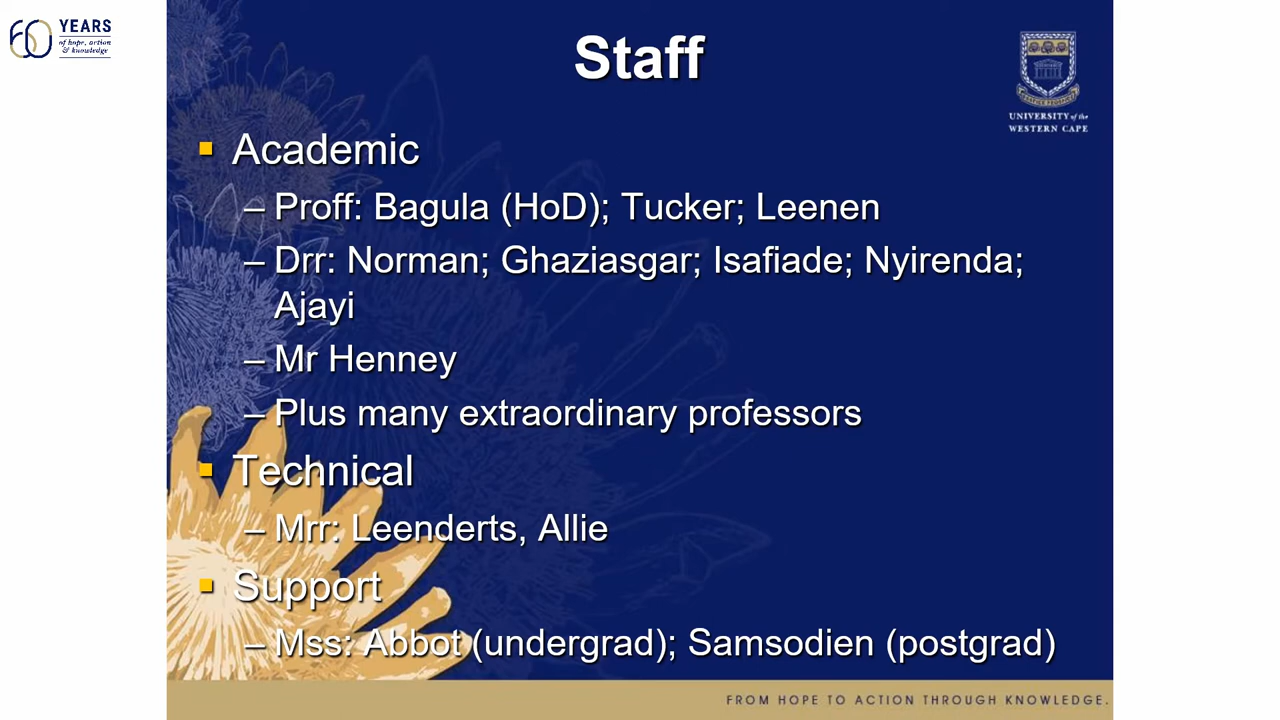 60 YEARS
of hope, action
& knowledge
Staff
UNIVERSITY of the
WESTERN CAPE
Academic
– Proff: Bagula (HoD); Tucker; Leenen
– Drr: Norman; Ghaziasgar; Isafiade; Nyirenda;
Ajayi
– Mr Henney
– Plus many extraordinary professors
Technical
– Mrr: Leenderts, Allie
Support
– Mss: Abbot (undergrad); Samsodien (postgrad)
FROM HOPE TO ACTION THROUGH KNOWLEDGE.